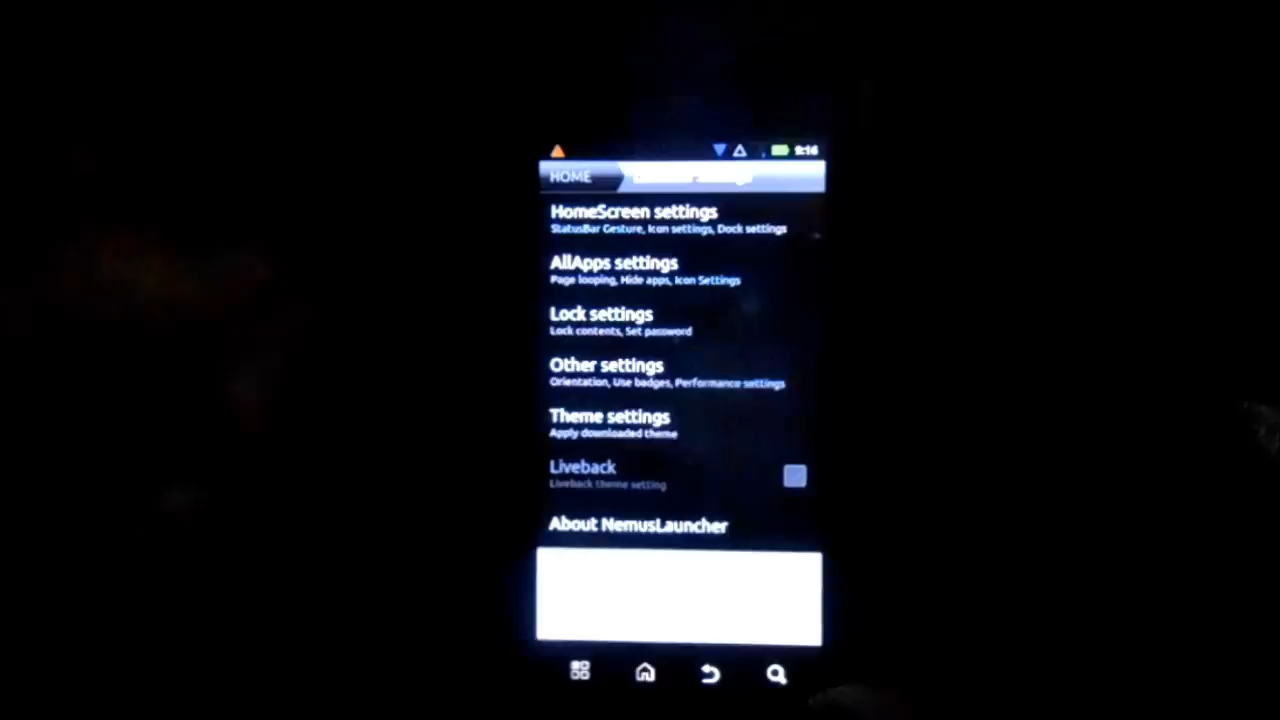 9:16
HOME
HomeScreen settings
StatusBar Gesture, Icon settings, Dock settings
AllApps settings
Page looping, Hide apps, Icon Settings
Lock settings
Lock contents, Set password
Other settings
Orientation, Use badges, Performance settings
Theme settings
Apply downloaded theme
Liveback
Liveback theme setting
About NemusLauncher